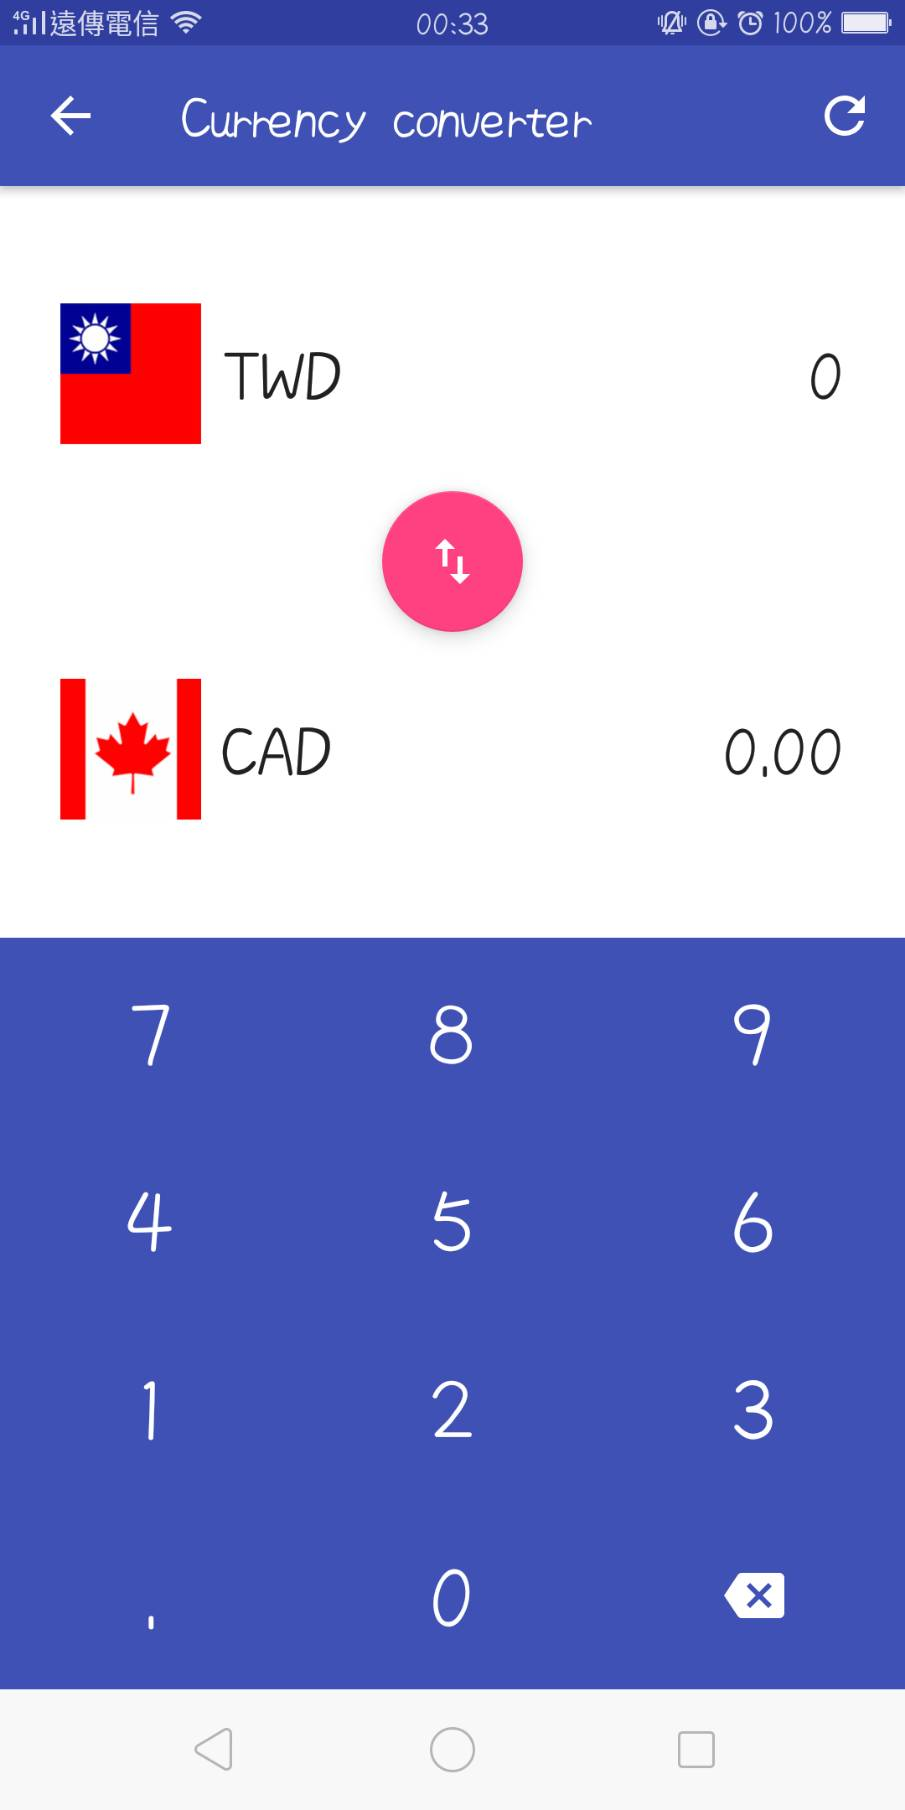 4G 遠傳電信 00:33 100%
Currency converter
TWD 0
CAD 0.00
7 8 9
4 5 6
1 2 3
. 0